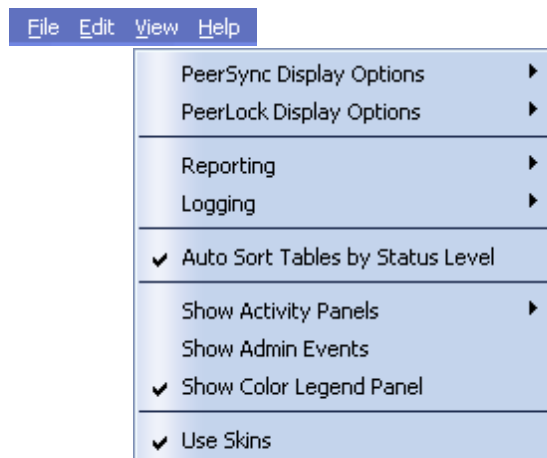 File Edit View Help
PeerSync Display Options
PeerLock Display Options
Reporting
Logging
Auto Sort Tables by Status Level
Show Activity Panels
Show Admin Events
Show Color Legend Panel
Use Skins